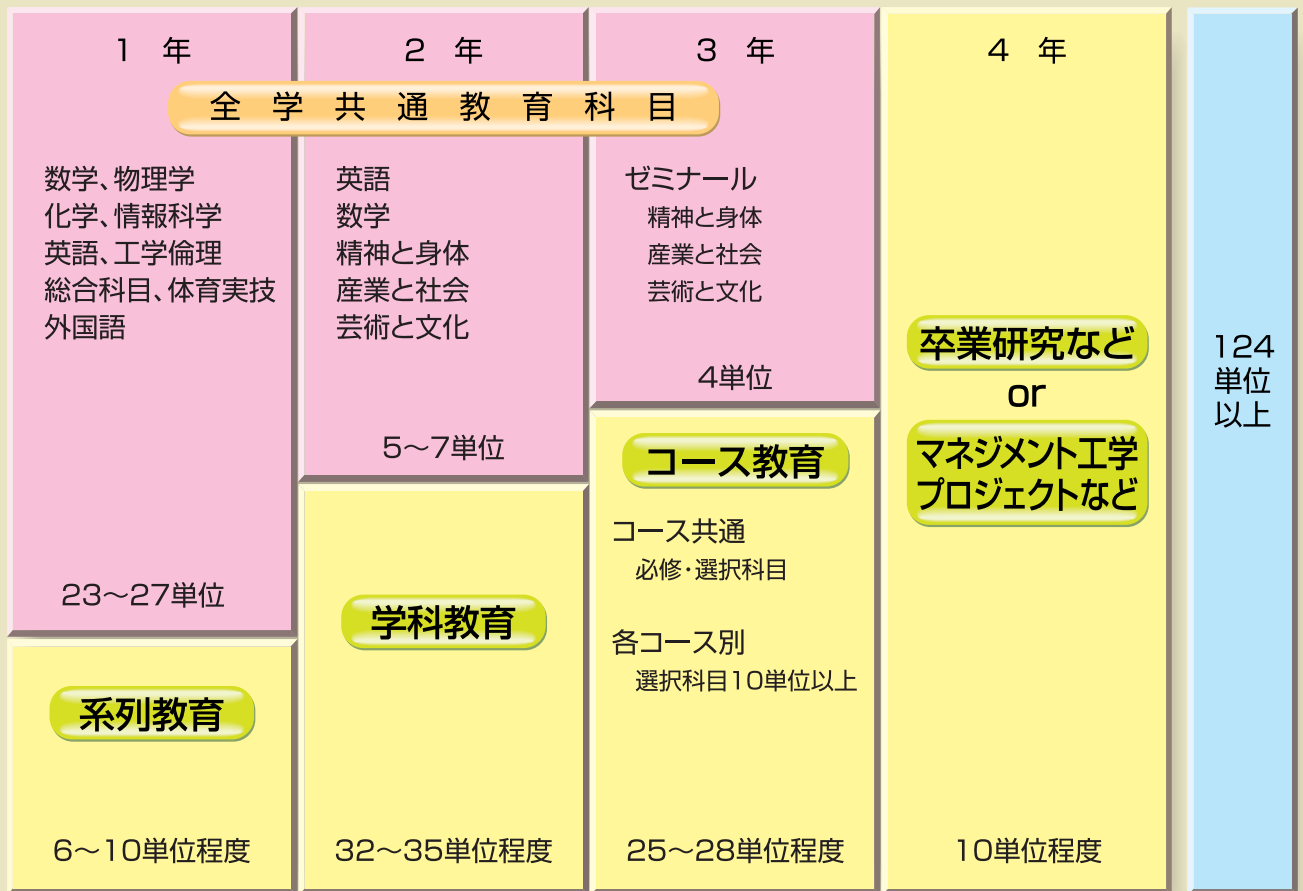 1 年
2 年
3 年
4 年
全学共通教育科目
数学、物理学
化学、情報科学
英語、工学倫理
総合科目、体育実技
外国語
23〜27単位
系列教育
6〜10単位程度
英語
数学
精神と身体
産業と社会
芸術と文化
5〜7単位
学科教育
32〜35単位程度
ゼミナール
精神と身体
産業と社会
芸術と文化
4単位
コース教育
コース共通
必修・選択科目
各コース別
選択科目10単位以上
25〜28単位程度
卒業研究など
or
マネジメント工学
プロジェクトなど
10単位程度
124
単位
以上